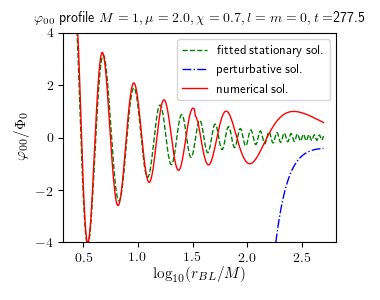 φ₀₀ profile M = 1, μ = 2.0, χ = 0.7, l = m = 0, t =277.5
fitted stationary sol.
perturbative sol.
numerical sol.
φ₀₀/Φ₀
4
2
0
−2
−4
0.5 1.0 1.5 2.0 2.5
log₁₀(r_BL/M)